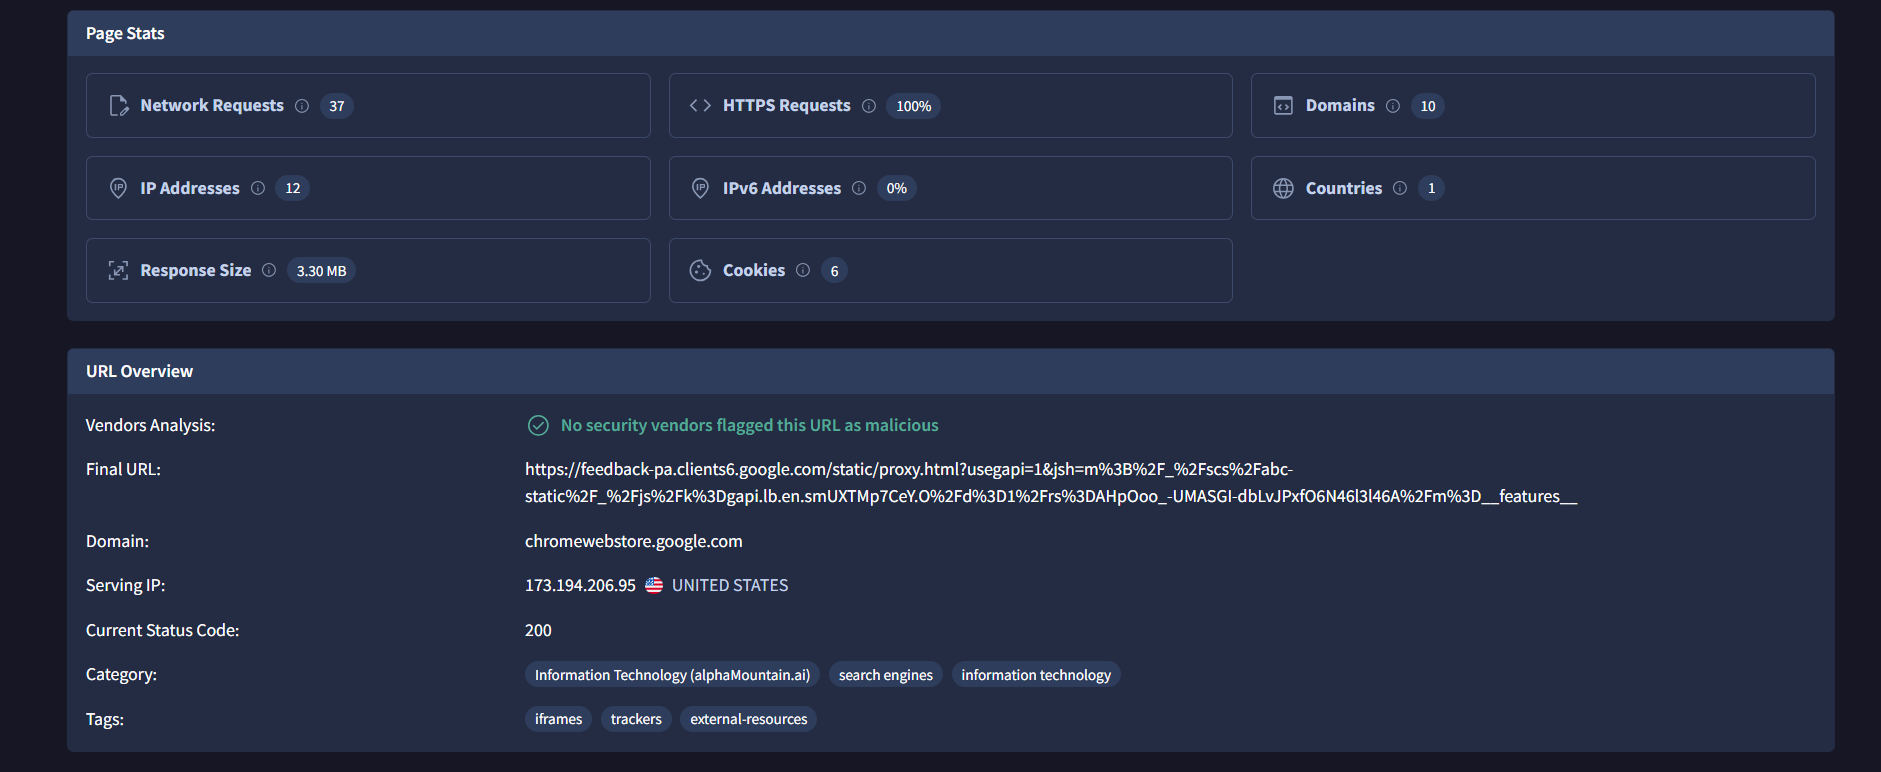 Page Stats
Network Requests 37
HTTPS Requests 100%
Domains 10
IP Addresses 12
IPv6 Addresses 0%
Countries 1
Response Size 3.30 MB
Cookies 6
URL Overview
Vendors Analysis: No security vendors flagged this URL as malicious
Final URL: https://feedback-pa.clients6.google.com/static/proxy.html?usegapi=1&jsh=m%3B%2F_%2Fscs%2Fabc-
static%2F_%2Fjs%2Fk%3Dgapi.lb.en.smUXTMp7CeY.O%2Fd%3D1%2Frs%3DAHpOoo_-UMASGI-dbLvJPxfO6N46l3l46A%2Fm%3D__features__
Domain: chromewebstore.google.com
Serving IP: 173.194.206.95 UNITED STATES
Current Status Code: 200
Category: Information Technology (alphaMountain.ai) search engines information technology
Tags: iframes trackers external-resources